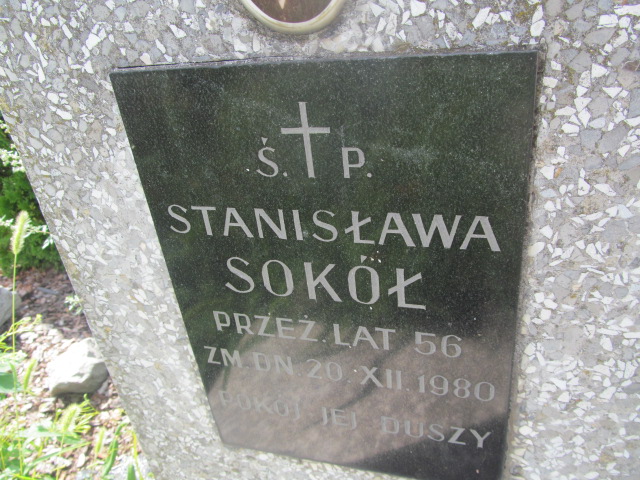 Ś. P.
STANISŁAWA
SOKÓŁ
PRZEŻ. LAT 56
ZM. DN. 20. XII. 1980
POKÓJ JEJ DUSZY